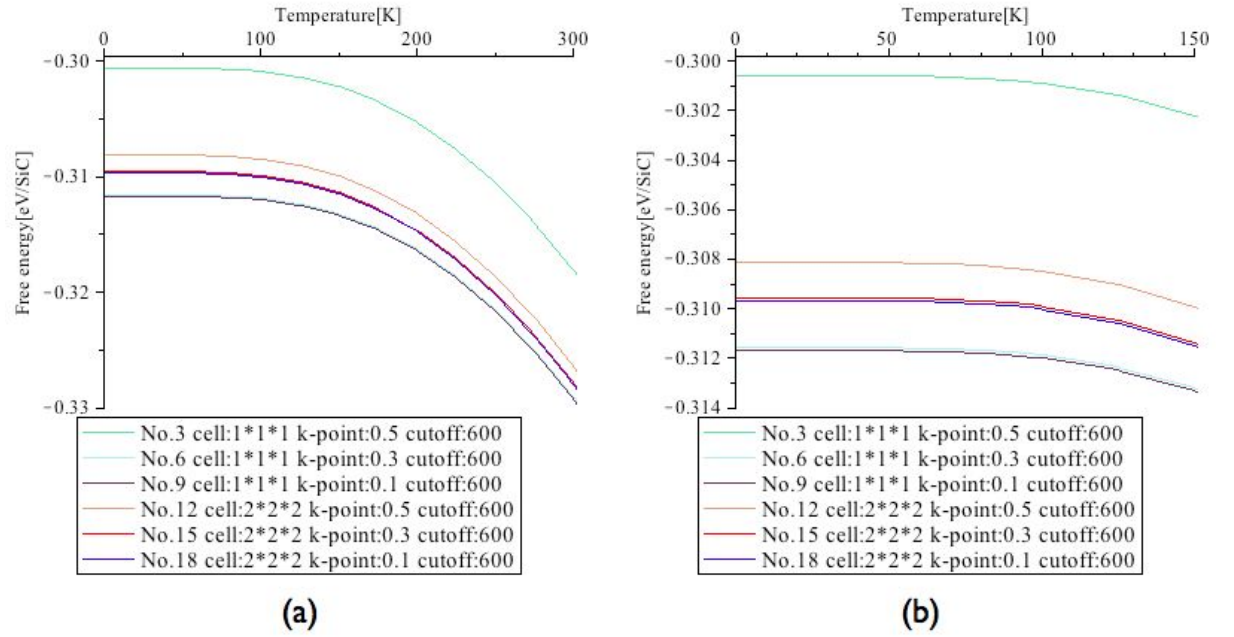 Temperature[K]
0 100 200 300
Free energy[eV/SiC]
−0.30
−0.31
−0.32
−0.33
No.3 cell:1*1*1 k-point:0.5 cutoff:600
No.6 cell:1*1*1 k-point:0.3 cutoff:600
No.9 cell:1*1*1 k-point:0.1 cutoff:600
No.12 cell:2*2*2 k-point:0.5 cutoff:600
No.15 cell:2*2*2 k-point:0.3 cutoff:600
No.18 cell:2*2*2 k-point:0.1 cutoff:600
(a)
Temperature[K]
0 50 100 150
Free energy[eV/SiC]
−0.300
−0.302
−0.304
−0.306
−0.308
−0.310
−0.312
−0.314
No.3 cell:1*1*1 k-point:0.5 cutoff:600
No.6 cell:1*1*1 k-point:0.3 cutoff:600
No.9 cell:1*1*1 k-point:0.1 cutoff:600
No.12 cell:2*2*2 k-point:0.5 cutoff:600
No.15 cell:2*2*2 k-point:0.3 cutoff:600
No.18 cell:2*2*2 k-point:0.1 cutoff:600
(b)